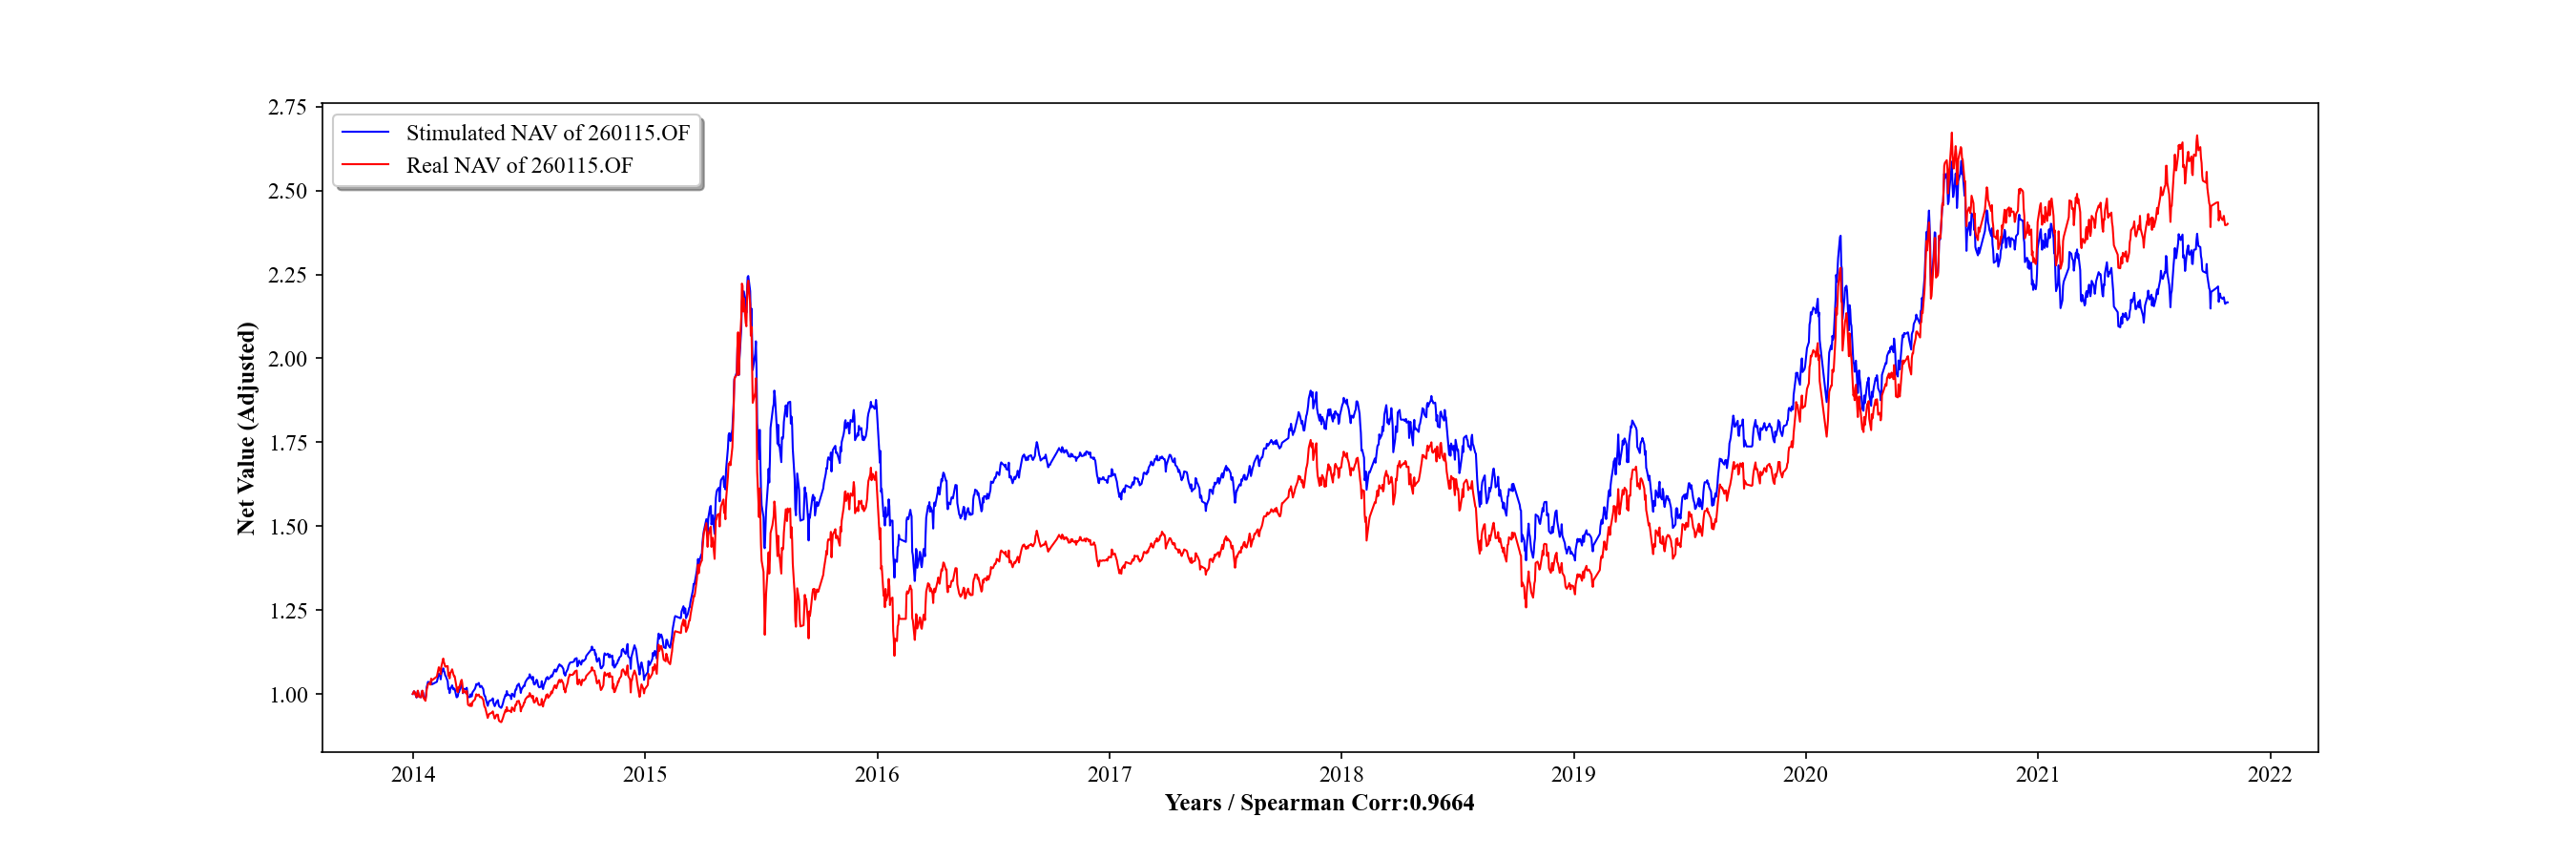 2.75
2.50
2.25
2.00
1.75
1.50
1.25
1.00
Net Value (Adjusted)
Stimulated NAV of 260115.OF
Real NAV of 260115.OF
2014 2015 2016 2017 2018 2019 2020 2021 2022
Years / Spearman Corr:0.9664